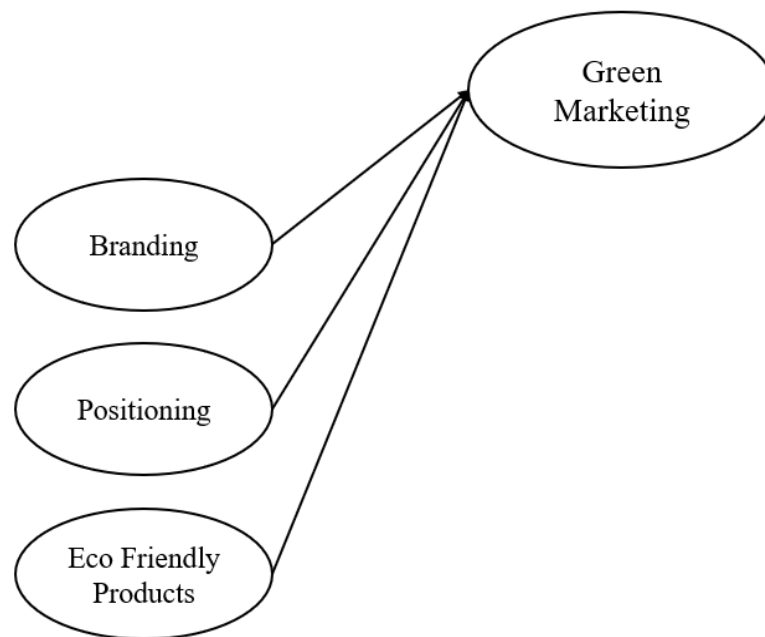 Green
Marketing
Branding
Positioning
Eco Friendly
Products